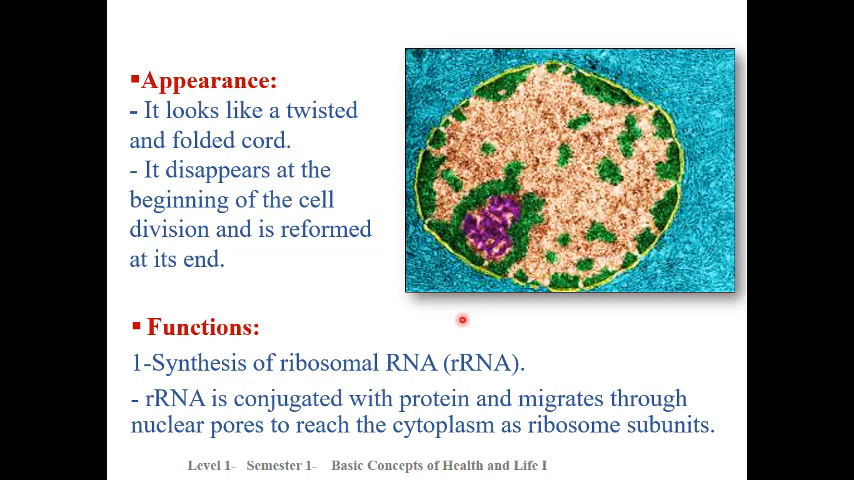 ▪Appearance:
- It looks like a twisted
and folded cord.
- It disappears at the
beginning of the cell
division and is reformed
at its end.
▪ Functions:
1-Synthesis of ribosomal RNA (rRNA).
- rRNA is conjugated with protein and migrates through
nuclear pores to reach the cytoplasm as ribosome subunits.
Level 1- Semester 1- Basic Concepts of Health and Life I